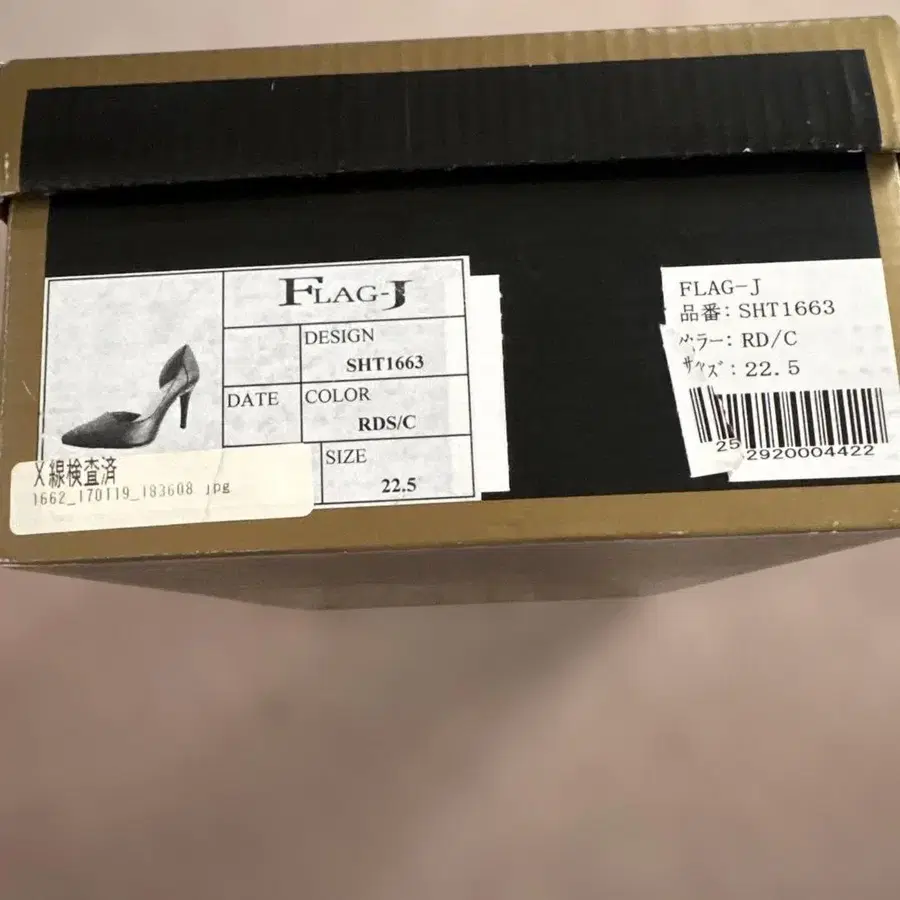 FLAG-J
DESIGN
SHT1663
DATE
COLOR
RDS/C
SIZE
22.5
X線検査済
1662_170119_183608 jpg
FLAG-J
品番: SHT1663
カラー: RD/C
サイズ: 22.5
25
2920004422